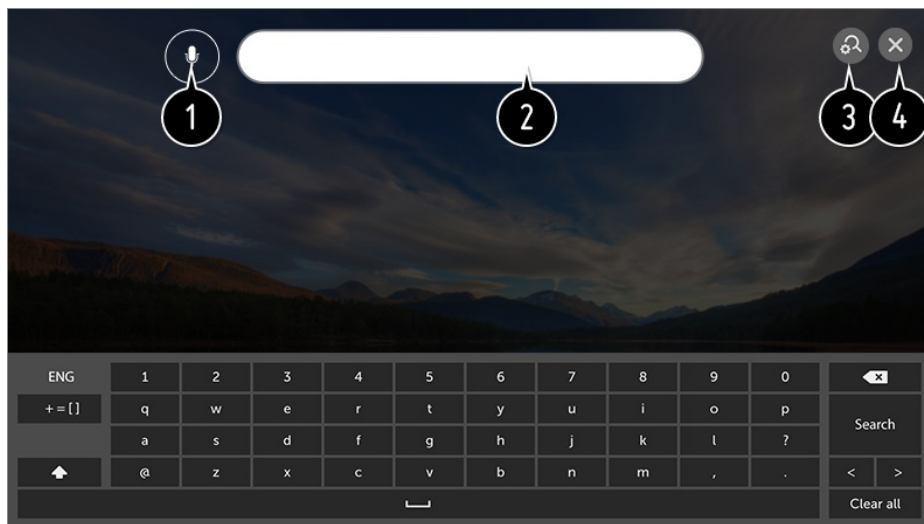 1 2 3 4
ENG 1 2 3 4 5 6 7 8 9 0
+=[] q w e r t y u i o p
Search
a s d f g h j k l ?
@ z x c v b n m , . < >
Clear all